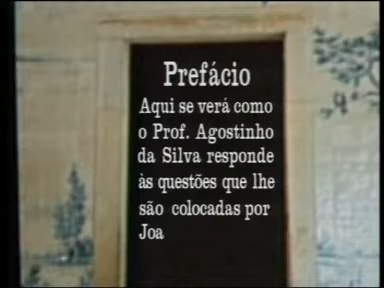 Prefácio
Aqui se verá como
o Prof. Agostinho
da Silva responde
às questões que lhe
são colocadas por
Joa